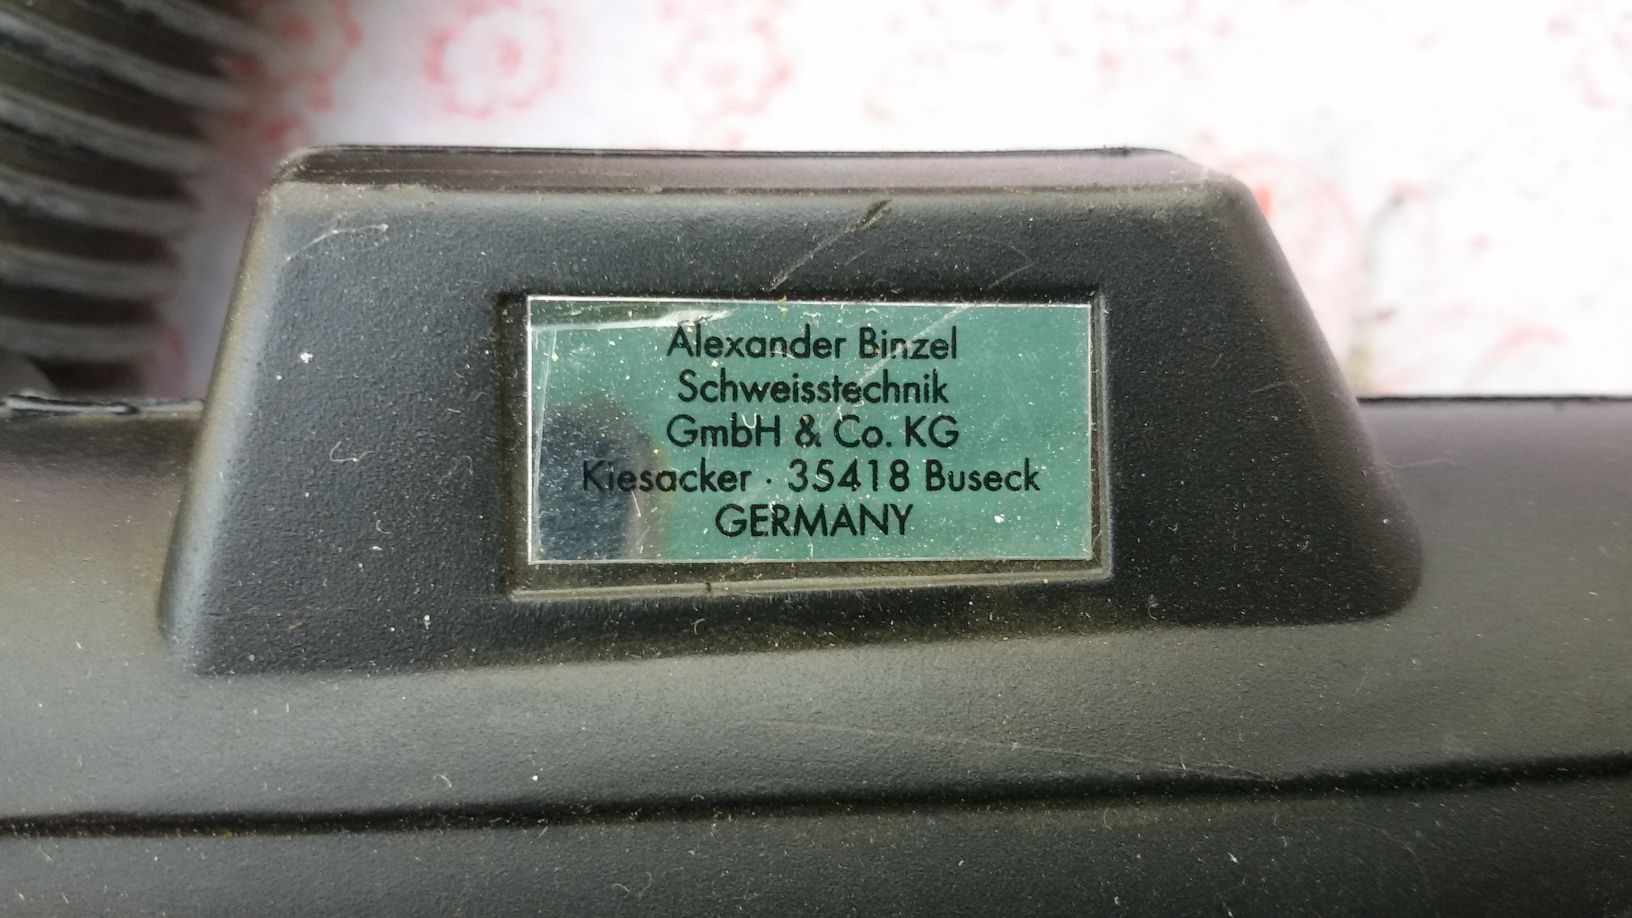 Alexander Binzel
Schweisstechnik
GmbH & Co. KG
Kiesacker · 35418 Buseck
GERMANY